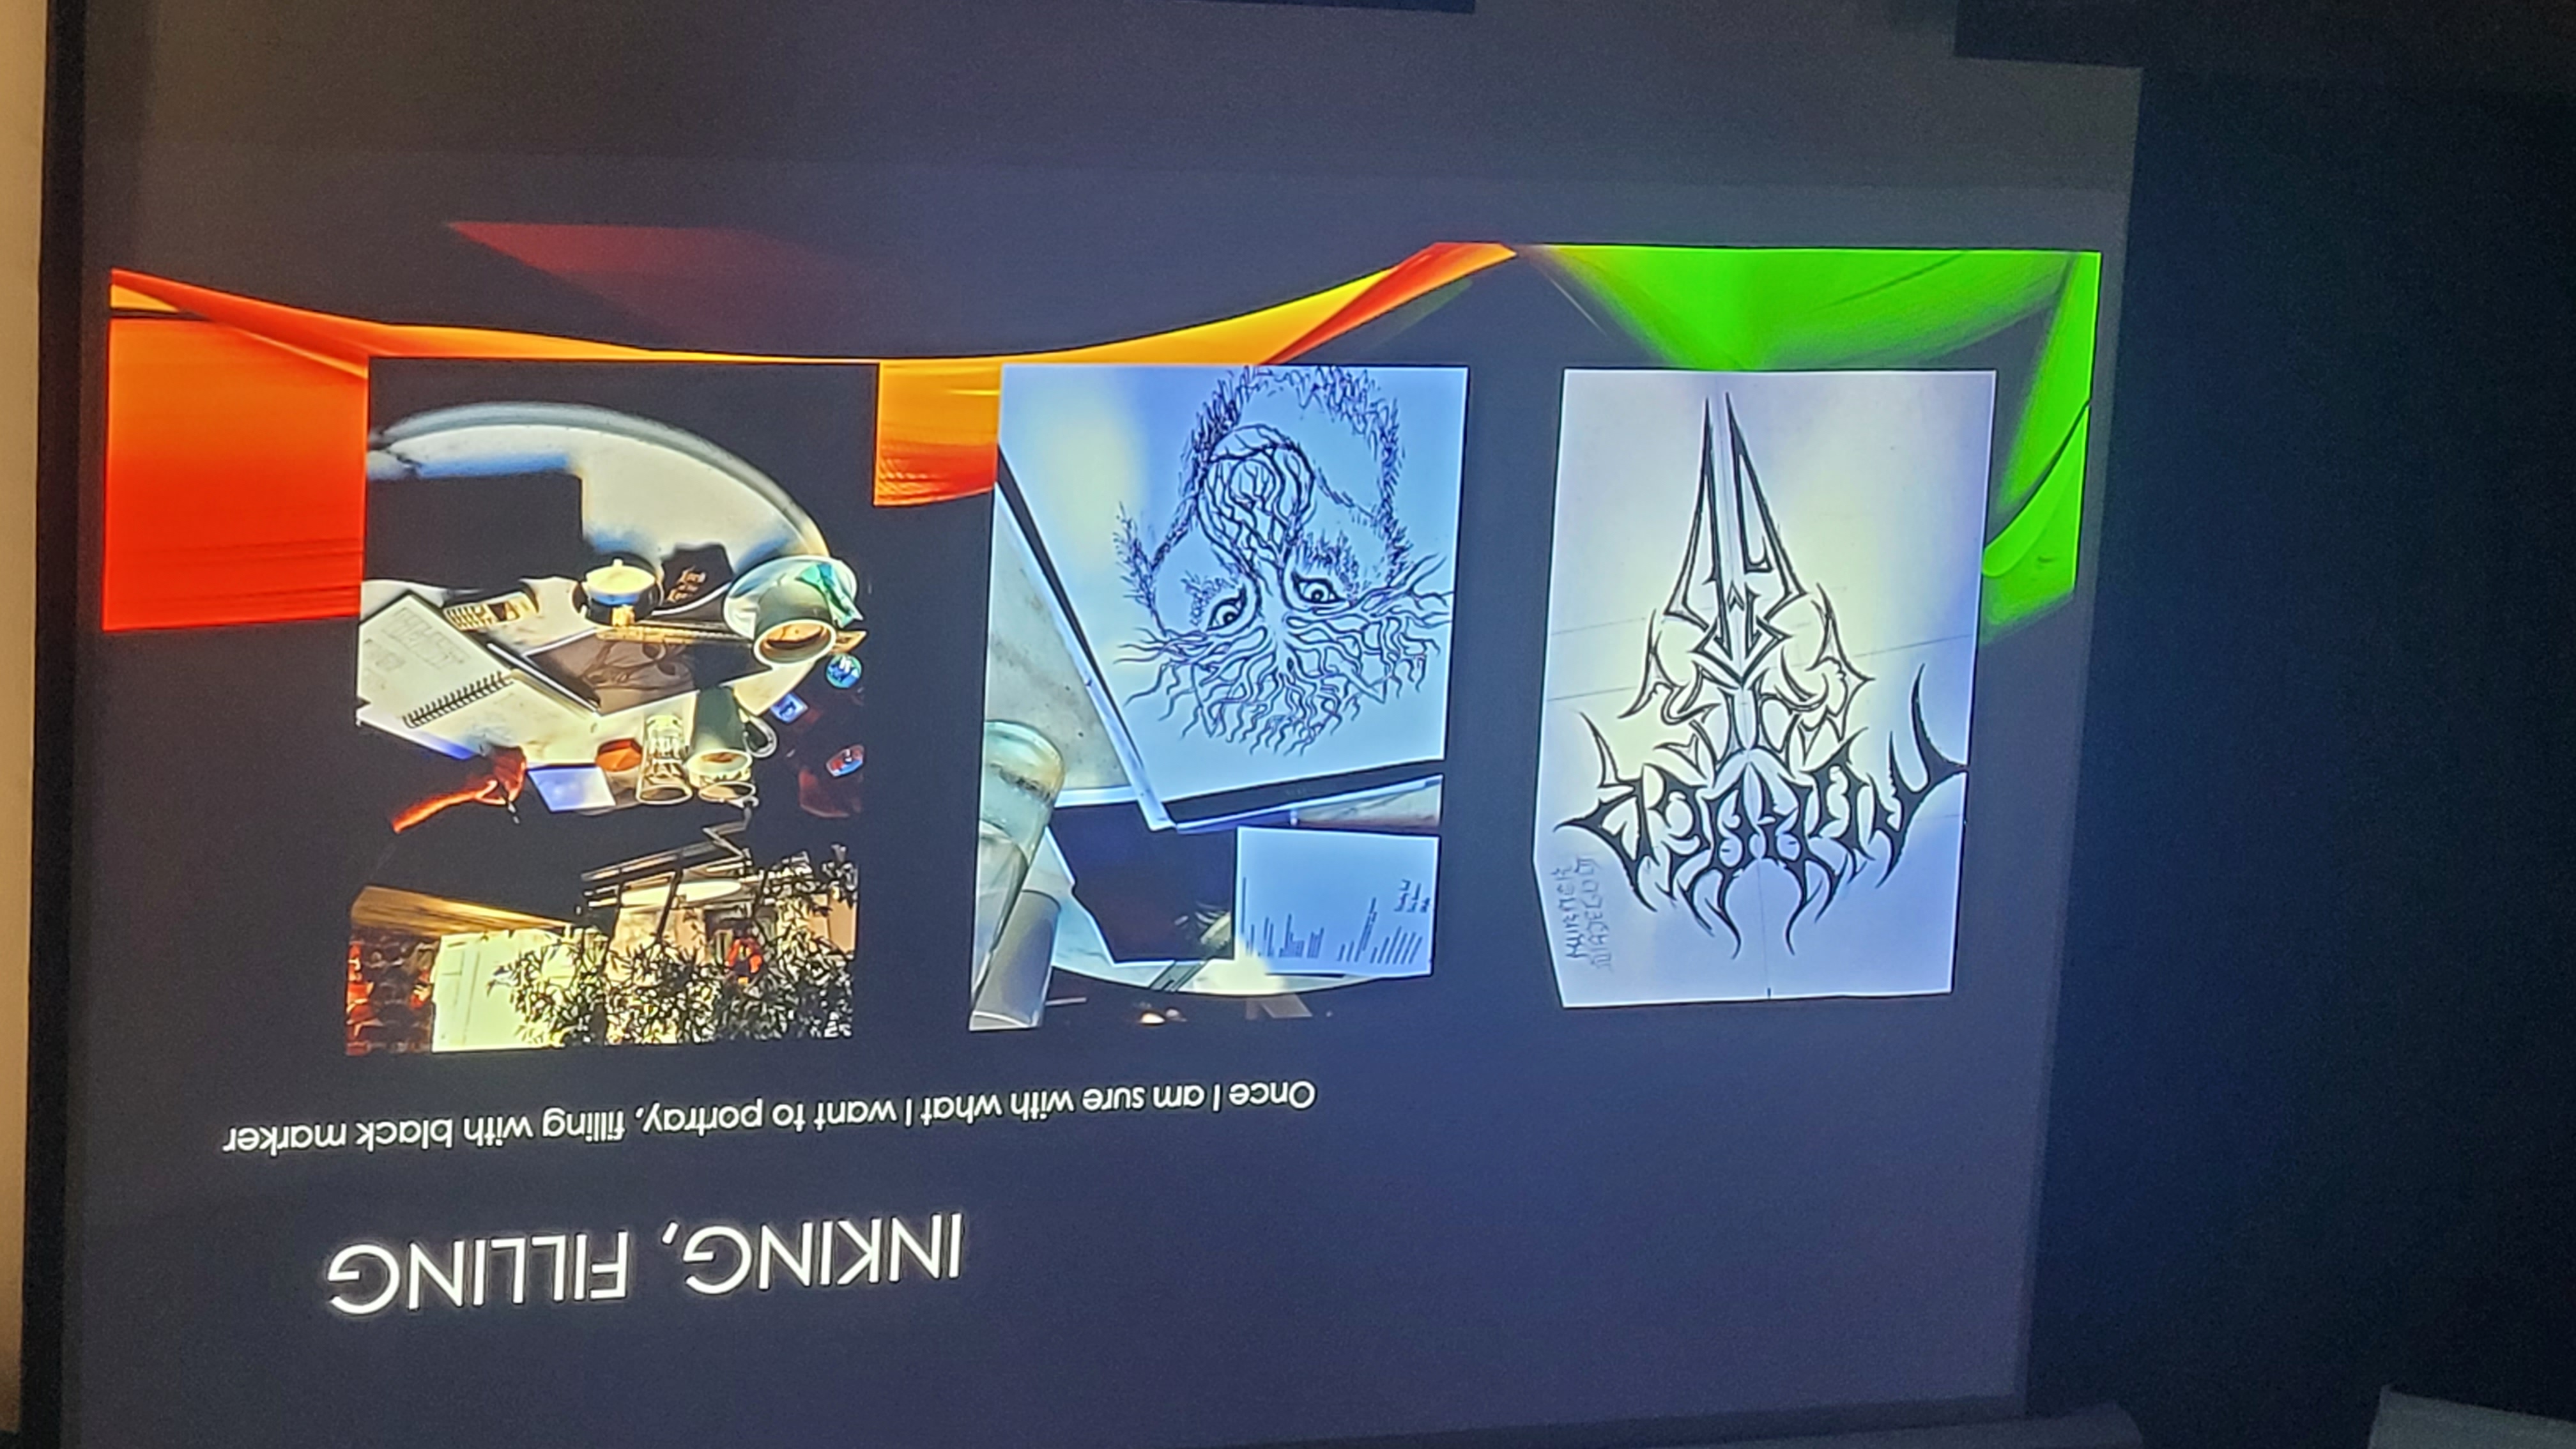 INKING, FILLING
Once I am sure with what I want to portray, filling with black marker